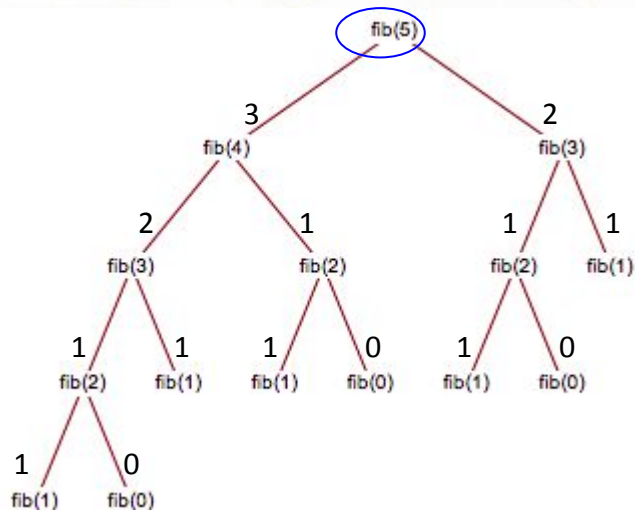 fib(5)
3 2
fib(4) fib(3)
2 1 1 1
fib(3) fib(2) fib(2) fib(1)
1 1 1 0 1 0
fib(2) fib(1) fib(1) fib(0) fib(1) fib(0)
1 0
fib(1) fib(0)